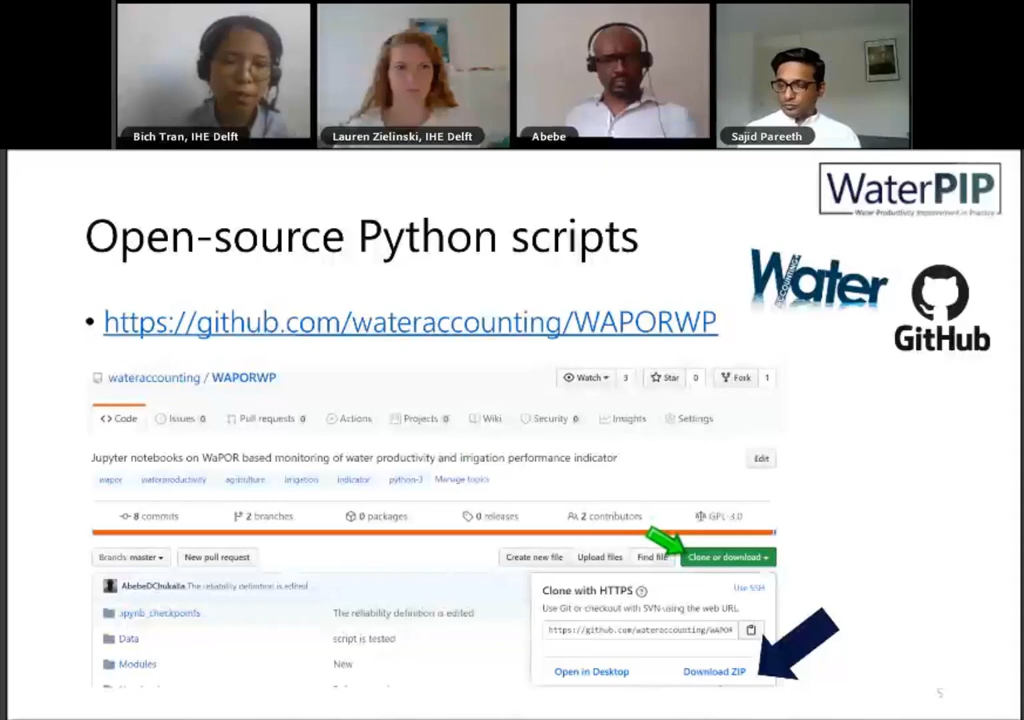 Bich Tran, IHE Delft
Lauren Zielinski, IHE Delft
Abebe
Sajid Pareeth
WaterPIP
Water Productivity Improvement in Practice
Open-source Python scripts
Water
ACCOUNTING
GitHub
• https://github.com/wateraccounting/WAPORWP
wateraccounting / WAPORWP
Watch 3
Star 0
Fork 1
Code
Issues 0
Pull requests 0
Actions
Projects 0
Wiki
Security 0
Insights
Settings
Jupyter notebooks on WaPOR based monitoring of water productivity and irrigation performance indicator
Edit
wapor waterproductivity agriculture irrigation indicator python-3 Manage topics
8 commits
2 branches
0 packages
0 releases
2 contributors
GPL-3.0
Branch: master
New pull request
Create new file
Upload files
Find file
Clone or download
AbebeDChukalla The reliability definition is edited
.ipynb_checkpoints
The reliability definition is edited
Data
script is tested
Modules
New
Clone with HTTPS
Use SSH
Use Git or checkout with SVN using the web URL.
https://github.com/wateraccounting/WAPOR
Open in Desktop
Download ZIP
5